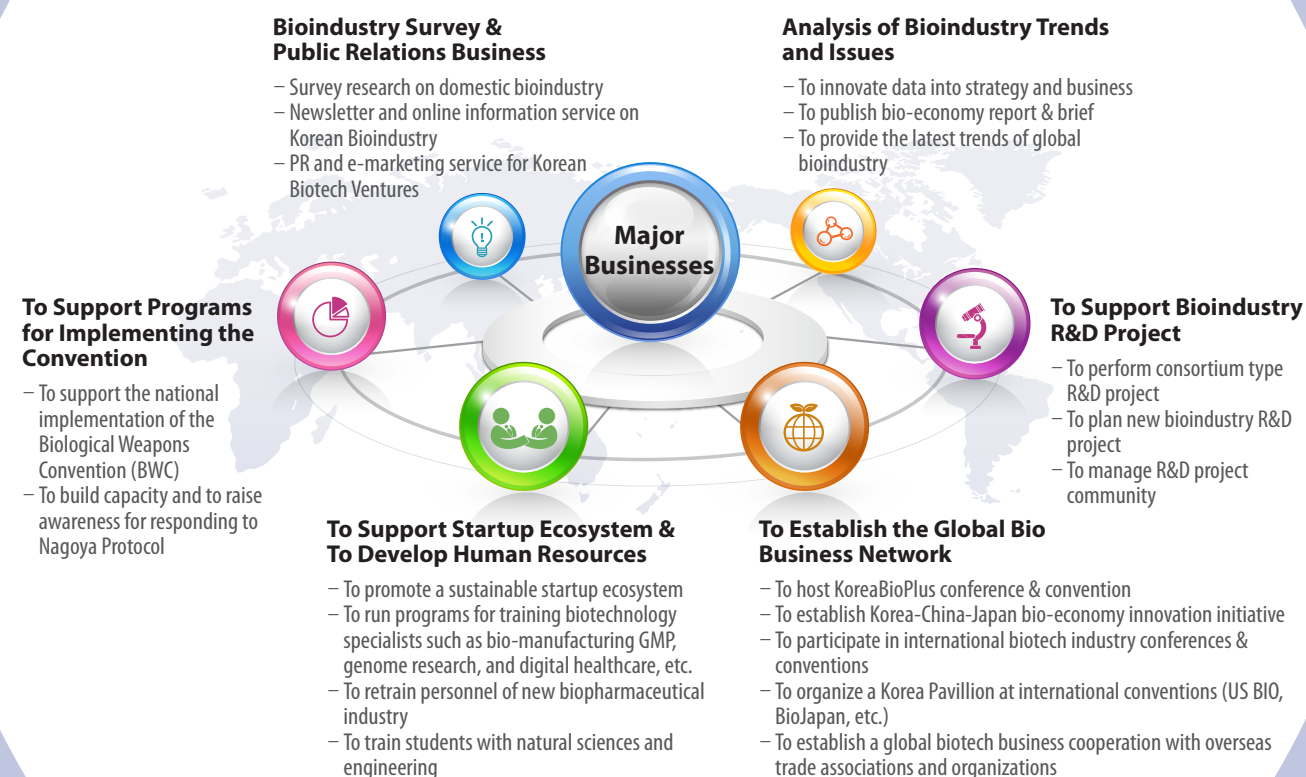 Bioindustry Survey &
Public Relations Business
– Survey research on domestic bioindustry
– Newsletter and online information service on
Korean Bioindustry
– PR and e-marketing service for Korean
Biotech Ventures
Analysis of Bioindustry Trends
and Issues
– To innovate data into strategy and business
– To publish bio-economy report & brief
– To provide the latest trends of global
bioindustry
Major
Businesses
To Support Programs
for Implementing the
Convention
– To support the national
implementation of the
Biological Weapons
Convention (BWC)
– To build capacity and to raise
awareness for responding to
Nagoya Protocol
To Support Bioindustry
R&D Project
– To perform consortium type
R&D project
– To plan new bioindustry R&D
project
– To manage R&D project
community
To Support Startup Ecosystem &
To Develop Human Resources
– To promote a sustainable startup ecosystem
– To run programs for training biotechnology
specialists such as bio-manufacturing GMP,
genome research, and digital healthcare, etc.
– To retrain personnel of new biopharmaceutical
industry
– To train students with natural sciences and
engineering
To Establish the Global Bio
Business Network
– To host KoreaBioPlus conference & convention
– To establish Korea-China-Japan bio-economy innovation initiative
– To participate in international biotech industry conferences &
conventions
– To organize a Korea Pavillion at international conventions (US BIO,
BioJapan, etc.)
– To establish a global biotech business cooperation with overseas
trade associations and organizations